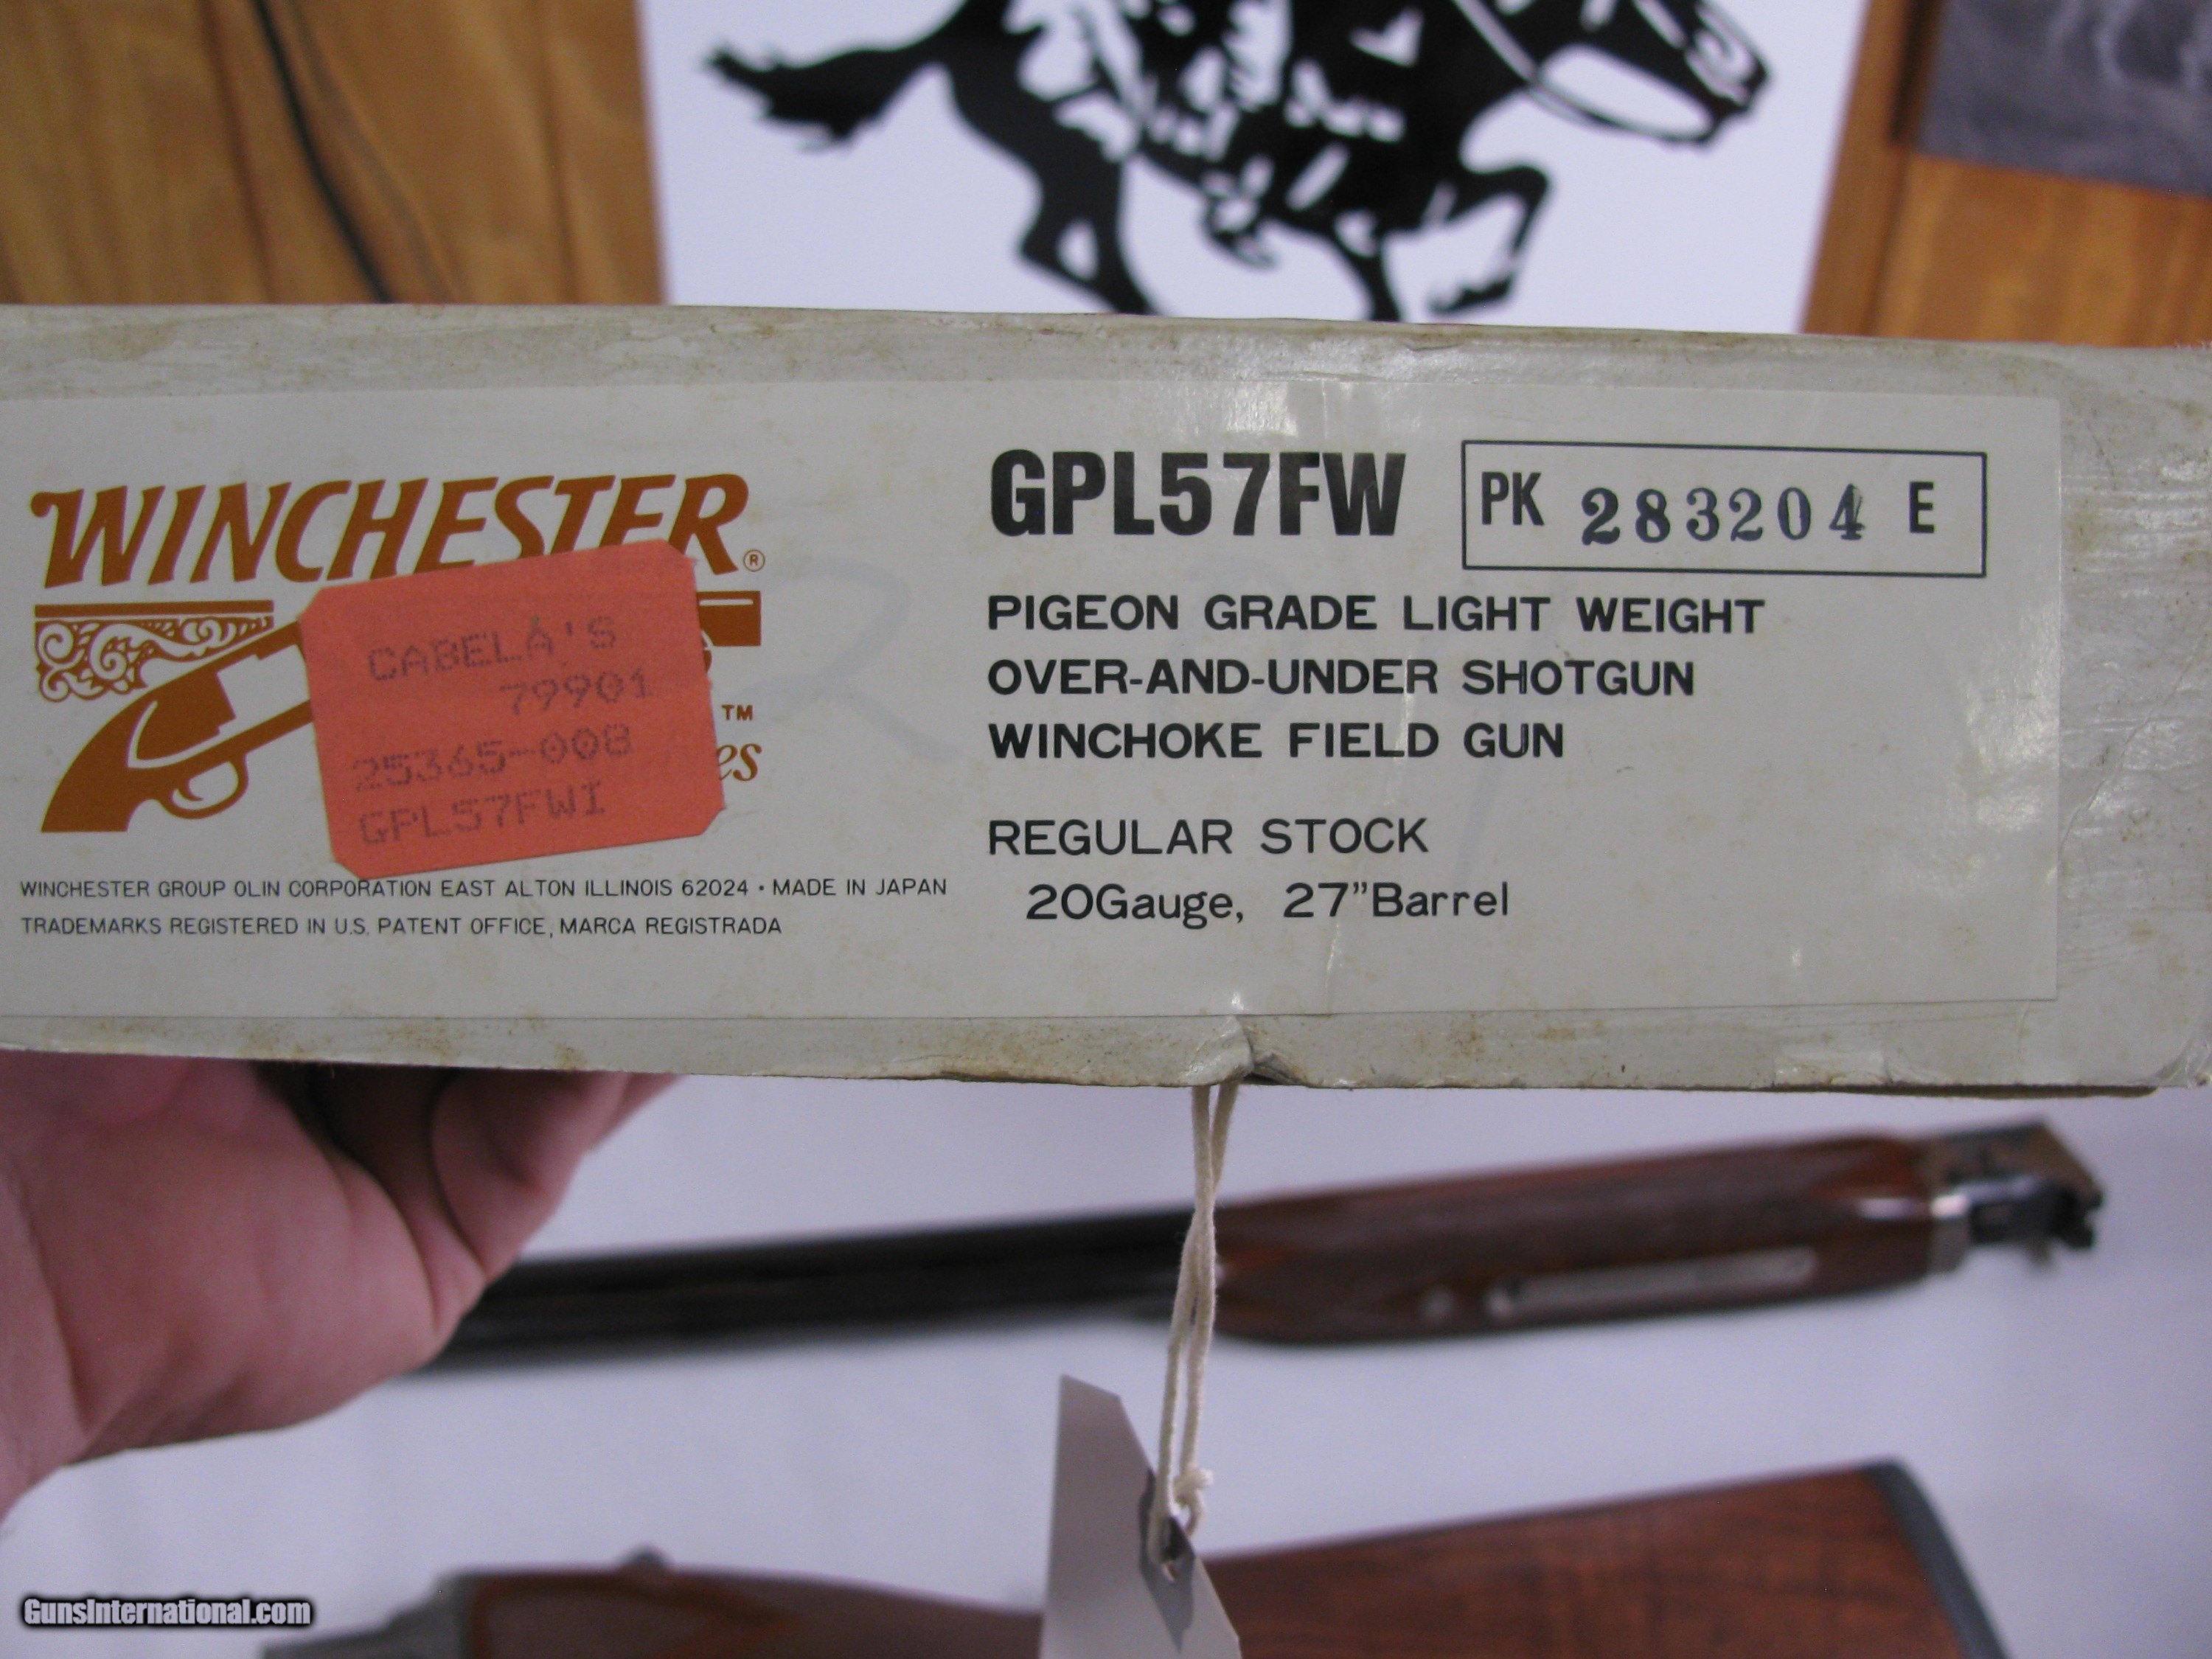 WINCHESTER®
CABELA'S
79901
25365-008
GPL57FWI
TM
es
WINCHESTER GROUP OLIN CORPORATION EAST ALTON ILLINOIS 62024 • MADE IN JAPAN
TRADEMARKS REGISTERED IN U.S. PATENT OFFICE, MARCA REGISTRADA
GPL57FW
PK 283204 E
PIGEON GRADE LIGHT WEIGHT
OVER-AND-UNDER SHOTGUN
WINCHOKE FIELD GUN
REGULAR STOCK
20Gauge, 27"Barrel
GunsInternational.com